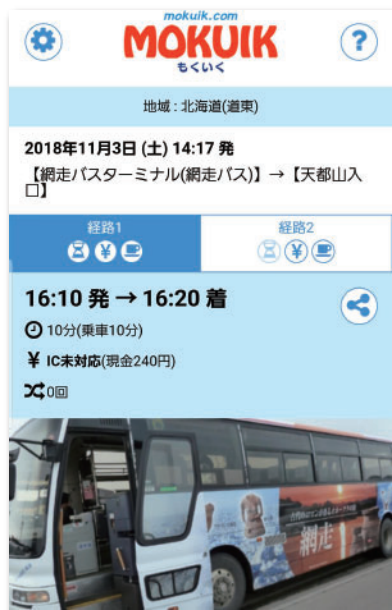 mokuik.com
MOKUIK
もくいく
?
地域 : 北海道(道東)
2018年11月3日 (土) 14:17 発
【網走バスターミナル(網走バス)】→【天都山入
口】
経路1
経路2
¥
¥
16:10 発 → 16:20 着
10分(乗車10分)
¥ IC未対応(現金240円)
0回
網走